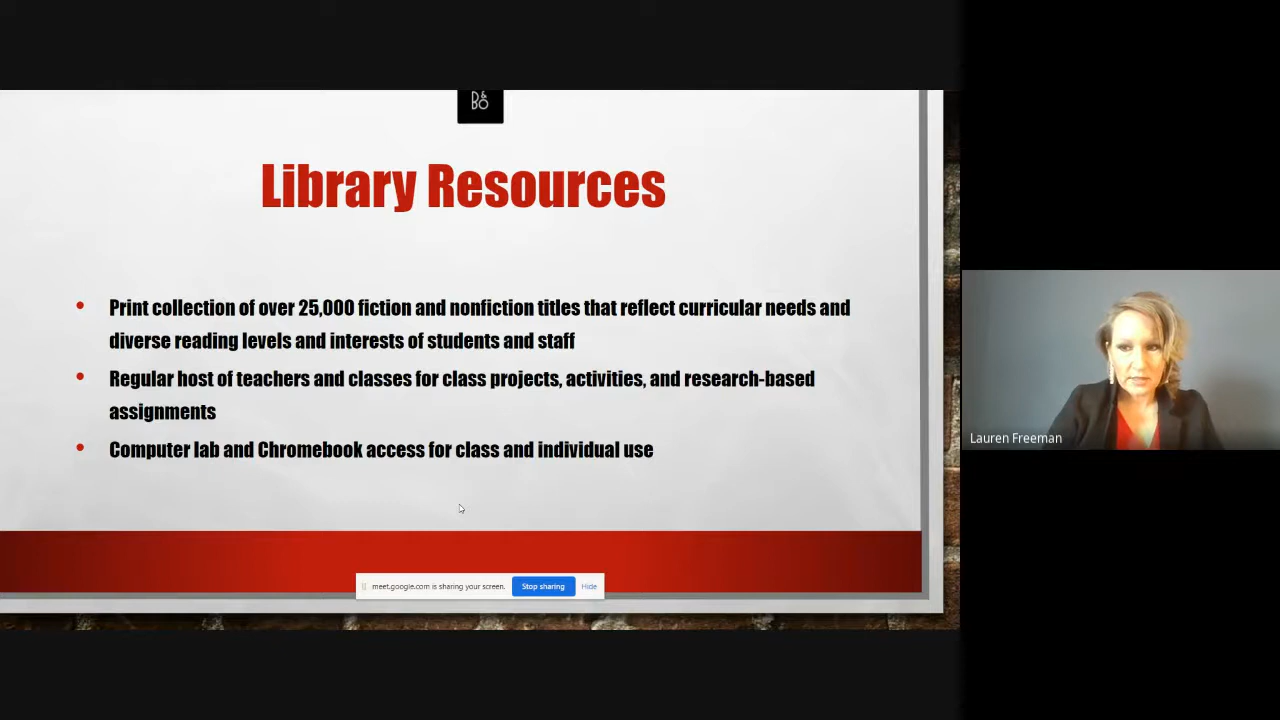 B&
BO
Library Resources
Print collection of over 25,000 fiction and nonfiction titles that reflect curricular needs and
diverse reading levels and interests of students and staff
Regular host of teachers and classes for class projects, activities, and research-based
assignments
Computer lab and Chromebook access for class and individual use
Lauren Freeman
meet.google.com is sharing your screen. Stop sharing Hide